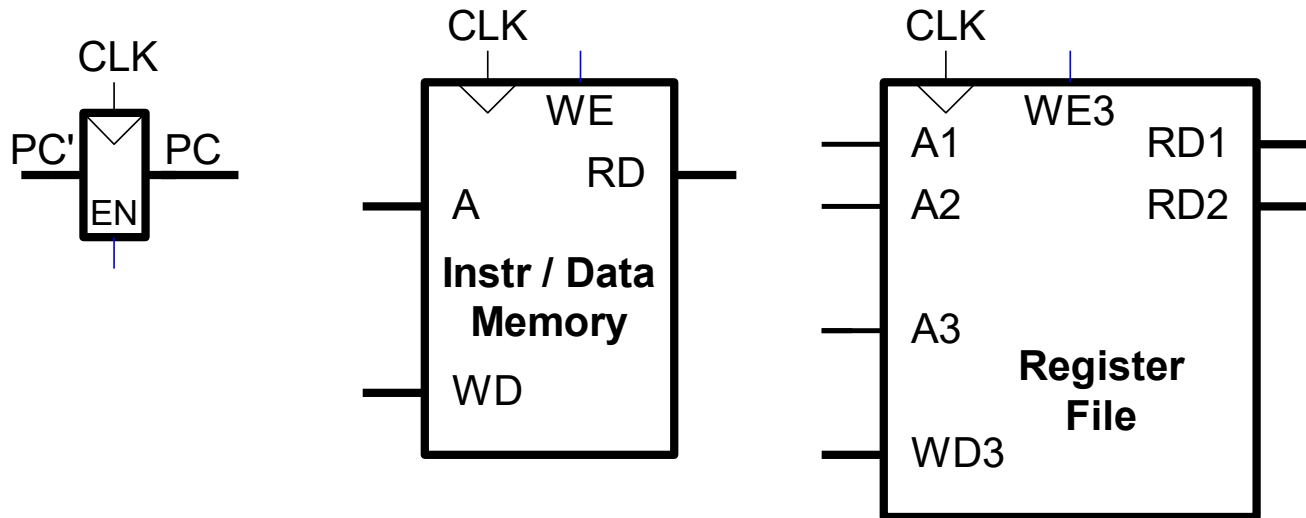 CLK
PC'
PC
EN
CLK
WE
RD
A
Instr / Data
Memory
WD
CLK
WE3
A1
RD1
A2
RD2
A3
Register
File
WD3